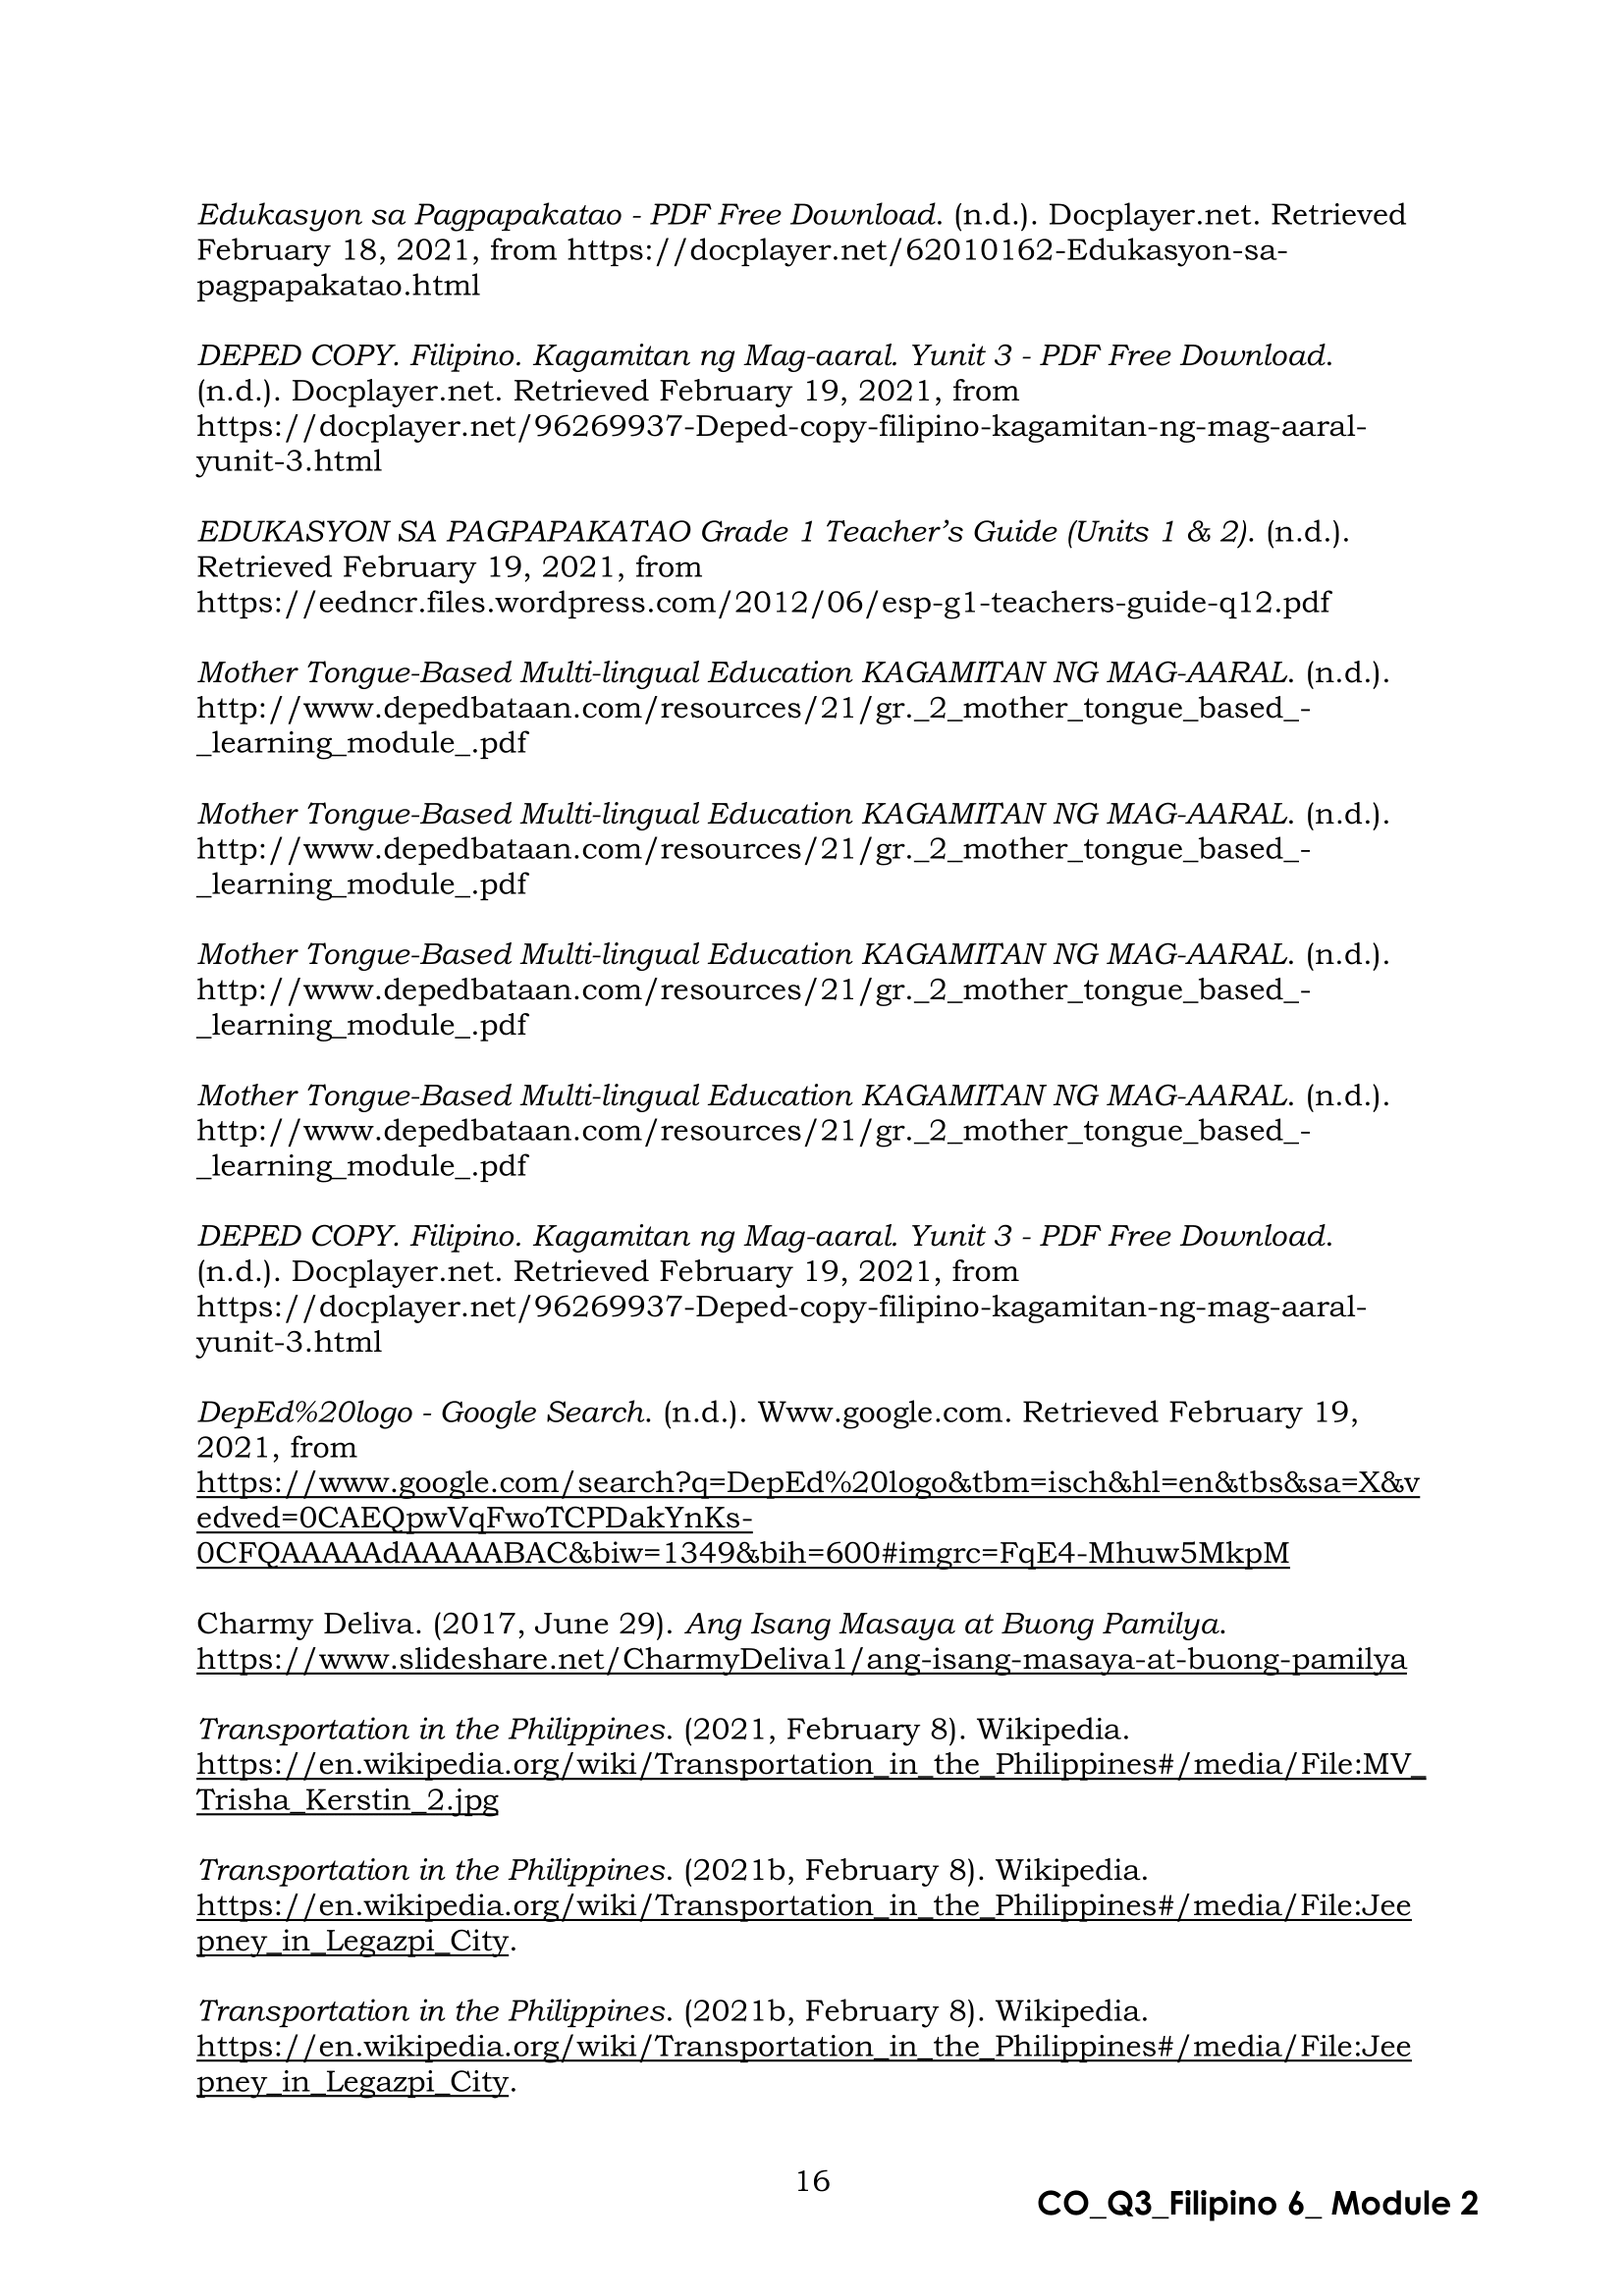 Edukasyon sa Pagpapakatao - PDF Free Download. (n.d.). Docplayer.net. Retrieved
February 18, 2021, from https://docplayer.net/62010162-Edukasyon-sa-
pagpapakatao.html
DEPED COPY. Filipino. Kagamitan ng Mag-aaral. Yunit 3 - PDF Free Download.
(n.d.). Docplayer.net. Retrieved February 19, 2021, from
https://docplayer.net/96269937-Deped-copy-filipino-kagamitan-ng-mag-aaral-
yunit-3.html
EDUKASYON SA PAGPAPAKATAO Grade 1 Teacher’s Guide (Units 1 & 2). (n.d.).
Retrieved February 19, 2021, from
https://eedncr.files.wordpress.com/2012/06/esp-g1-teachers-guide-q12.pdf
Mother Tongue-Based Multi-lingual Education KAGAMITAN NG MAG-AARAL. (n.d.).
http://www.depedbataan.com/resources/21/gr._2_mother_tongue_based_-
_learning_module_.pdf
Mother Tongue-Based Multi-lingual Education KAGAMITAN NG MAG-AARAL. (n.d.).
http://www.depedbataan.com/resources/21/gr._2_mother_tongue_based_-
_learning_module_.pdf
Mother Tongue-Based Multi-lingual Education KAGAMITAN NG MAG-AARAL. (n.d.).
http://www.depedbataan.com/resources/21/gr._2_mother_tongue_based_-
_learning_module_.pdf
Mother Tongue-Based Multi-lingual Education KAGAMITAN NG MAG-AARAL. (n.d.).
http://www.depedbataan.com/resources/21/gr._2_mother_tongue_based_-
_learning_module_.pdf
DEPED COPY. Filipino. Kagamitan ng Mag-aaral. Yunit 3 - PDF Free Download.
(n.d.). Docplayer.net. Retrieved February 19, 2021, from
https://docplayer.net/96269937-Deped-copy-filipino-kagamitan-ng-mag-aaral-
yunit-3.html
DepEd%20logo - Google Search. (n.d.). Www.google.com. Retrieved February 19,
2021, from
https://www.google.com/search?q=DepEd%20logo&tbm=isch&hl=en&tbs&sa=X&v
edved=0CAEQpwVqFwoTCPDakYnKs-
0CFQAAAAAdAAAAABAC&biw=1349&bih=600#imgrc=FqE4-Mhuw5MkpM
Charmy Deliva. (2017, June 29). Ang Isang Masaya at Buong Pamilya.
https://www.slideshare.net/CharmyDeliva1/ang-isang-masaya-at-buong-pamilya
Transportation in the Philippines. (2021, February 8). Wikipedia.
https://en.wikipedia.org/wiki/Transportation_in_the_Philippines#/media/File:MV_
Trisha_Kerstin_2.jpg
Transportation in the Philippines. (2021b, February 8). Wikipedia.
https://en.wikipedia.org/wiki/Transportation_in_the_Philippines#/media/File:Jee
pney_in_Legazpi_City.
Transportation in the Philippines. (2021b, February 8). Wikipedia.
https://en.wikipedia.org/wiki/Transportation_in_the_Philippines#/media/File:Jee
pney_in_Legazpi_City.
16
CO_Q3_Filipino 6_ Module 2